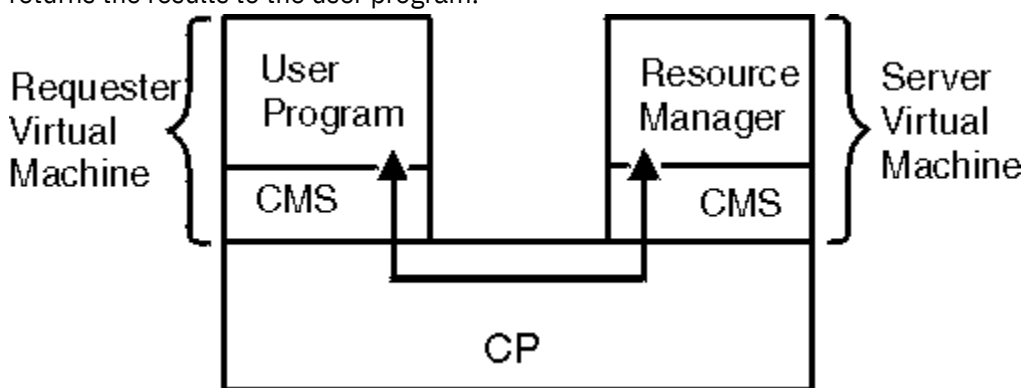 returns the results to the user program.
Requester
Virtual
Machine
User
Program
CMS
Resource
Manager
CMS
Server
Virtual
Machine
CP